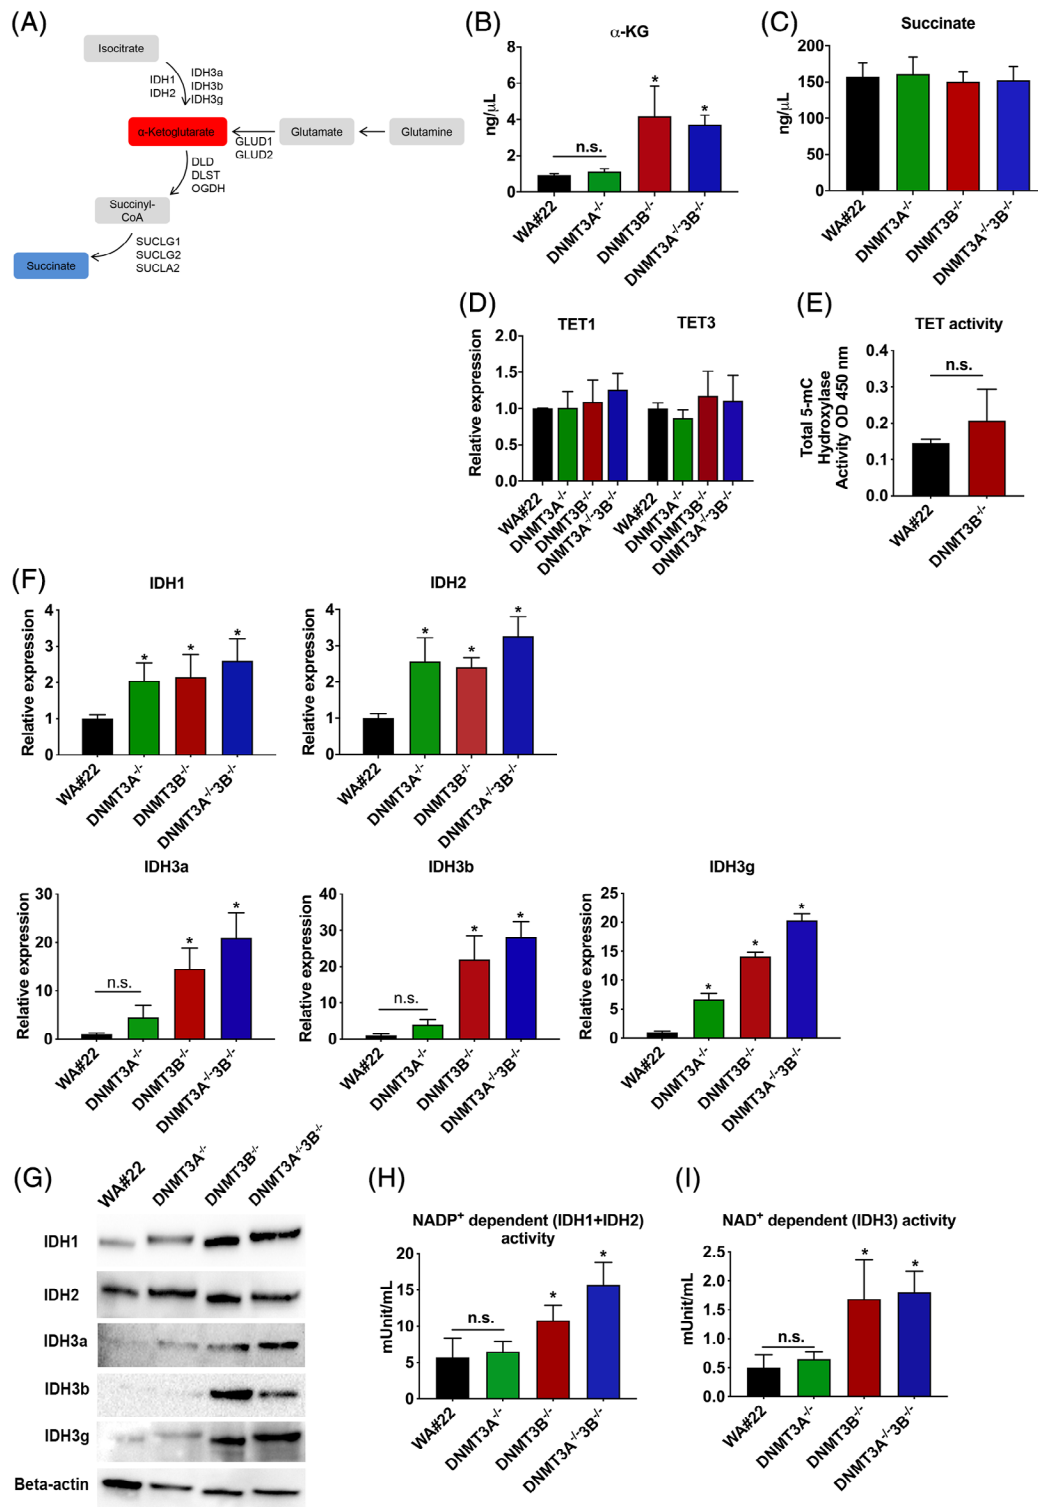 (A)
Isocitrate
IDH1
IDH2
IDH3a
IDH3b
IDH3g
α-Ketoglutarate
Glutamate
Glutamine
GLUD1
GLUD2
DLD
DLST
OGDH
Succinyl-
CoA
SUCLG1
SUCLG2
SUCLA2
Succinate
(B)
α-KG
ng/μL
8
6
4
2
0
n.s.
*
*
WA#22
DNMT3A-/-
DNMT3B-/-
DNMT3A-/-3B-/-
(C)
Succinate
ng/μL
200
150
100
50
0
WA#22
DNMT3A-/-
DNMT3B-/-
DNMT3A-/-3B-/-
(D)
TET1
TET3
Relative expression
2.0
1.5
1.0
0.5
0.0
WA#22
DNMT3A-/-
DNMT3B-/-
DNMT3A-/-3B-/-
WA#22
DNMT3A-/-
DNMT3B-/-
DNMT3A-/-3B-/-
(E)
TET activity
Total 5-mC
Hydroxylase
Activity OD 450 nm
0.4
0.3
0.2
0.1
0.0
n.s.
WA#22
DNMT3B-/-
(F)
IDH1
Relative expression
4
3
2
1
0
*
*
*
WA#22
DNMT3A-/-
DNMT3B-/-
DNMT3A-/-3B-/-
IDH2
Relative expression
4
3
2
1
0
*
*
*
WA#22
DNMT3A-/-
DNMT3B-/-
DNMT3A-/-3B-/-
IDH3a
Relative expression
30
20
10
0
n.s.
*
*
WA#22
DNMT3A-/-
DNMT3B-/-
DNMT3A-/-3B-/-
IDH3b
Relative expression
40
30
20
10
0
n.s.
*
*
WA#22
DNMT3A-/-
DNMT3B-/-
DNMT3A-/-3B-/-
IDH3g
Relative expression
25
20
15
10
5
0
*
*
*
WA#22
DNMT3A-/-
DNMT3B-/-
DNMT3A-/-3B-/-
(G)
WA#22
DNMT3A-/-
DNMT3B-/-
DNMT3A-/-3B-/-
IDH1
IDH2
IDH3a
IDH3b
IDH3g
Beta-actin
(H)
NADP+ dependent (IDH1+IDH2)
activity
mUnit/mL
20
15
10
5
0
n.s.
*
*
WA#22
DNMT3A-/-
DNMT3B-/-
DNMT3A-/-3B-/-
(I)
NAD+ dependent (IDH3) activity
mUnit/mL
2.5
2.0
1.5
1.0
0.5
0.0
n.s.
*
*
WA#22
DNMT3A-/-
DNMT3B-/-
DNMT3A-/-3B-/-